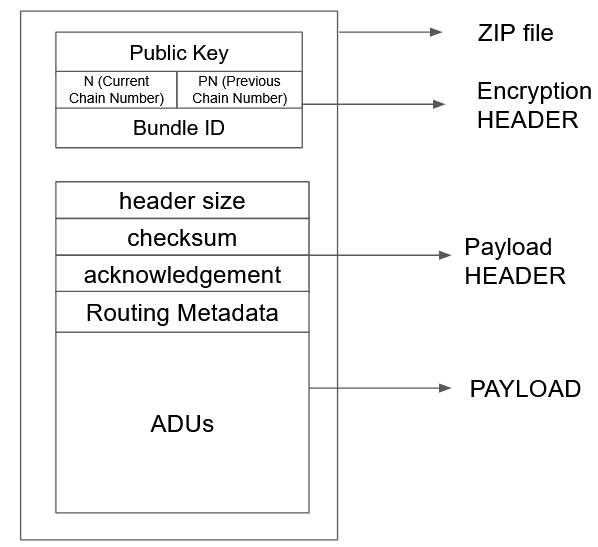 Public Key
N (Current
Chain Number)
PN (Previous
Chain Number)
Bundle ID
ZIP file
Encryption
HEADER
header size
checksum
acknowledgement
Routing Metadata
Payload
HEADER
ADUs
PAYLOAD